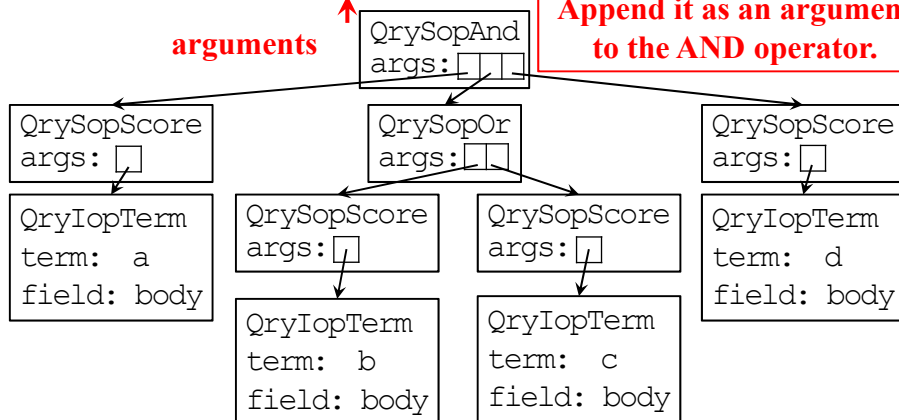 Append it as an argumen
to the AND operator.
arguments
QrySopAnd
args:
QrySopScore
args:
QrySopOr
args:
QrySopScore
args:
QryIopTerm
term: a
field: body
QrySopScore
args:
QrySopScore
args:
QryIopTerm
term: d
field: body
QryIopTerm
term: b
field: body
QryIopTerm
term: c
field: body